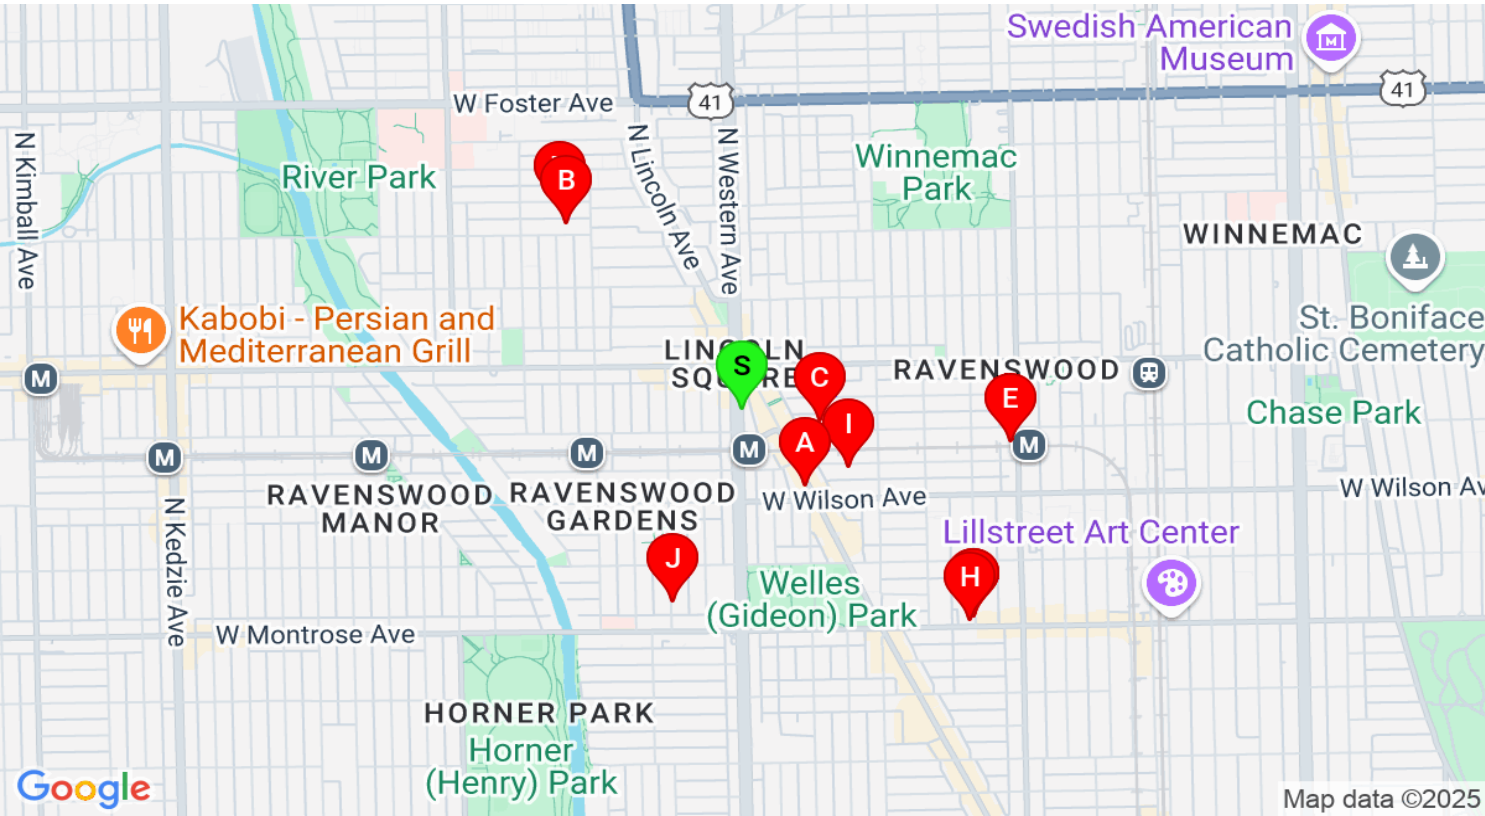 Swedish American
Museum
41
41
W Foster Ave
N Kimball Ave
N Lincoln Ave
N Western Ave
River Park
B
Winnemac
Park
WINNEMAC
Kabobi - Persian and
Mediterranean Grill
St. Boniface
Catholic Cemetery
LINCOLN
SQUARE
S
C
RAVENSWOOD
E
Chase Park
M
M
M
M
M
M
A
I
RAVENSWOOD
MANOR
RAVENSWOOD
GARDENS
W Wilson Ave
W Wilson Av
N Kedzie Ave
Lillstreet Art Center
J
H
Welles
(Gideon) Park
W Montrose Ave
HORNER PARK
Horner
(Henry) Park
Google
Map data ©2025